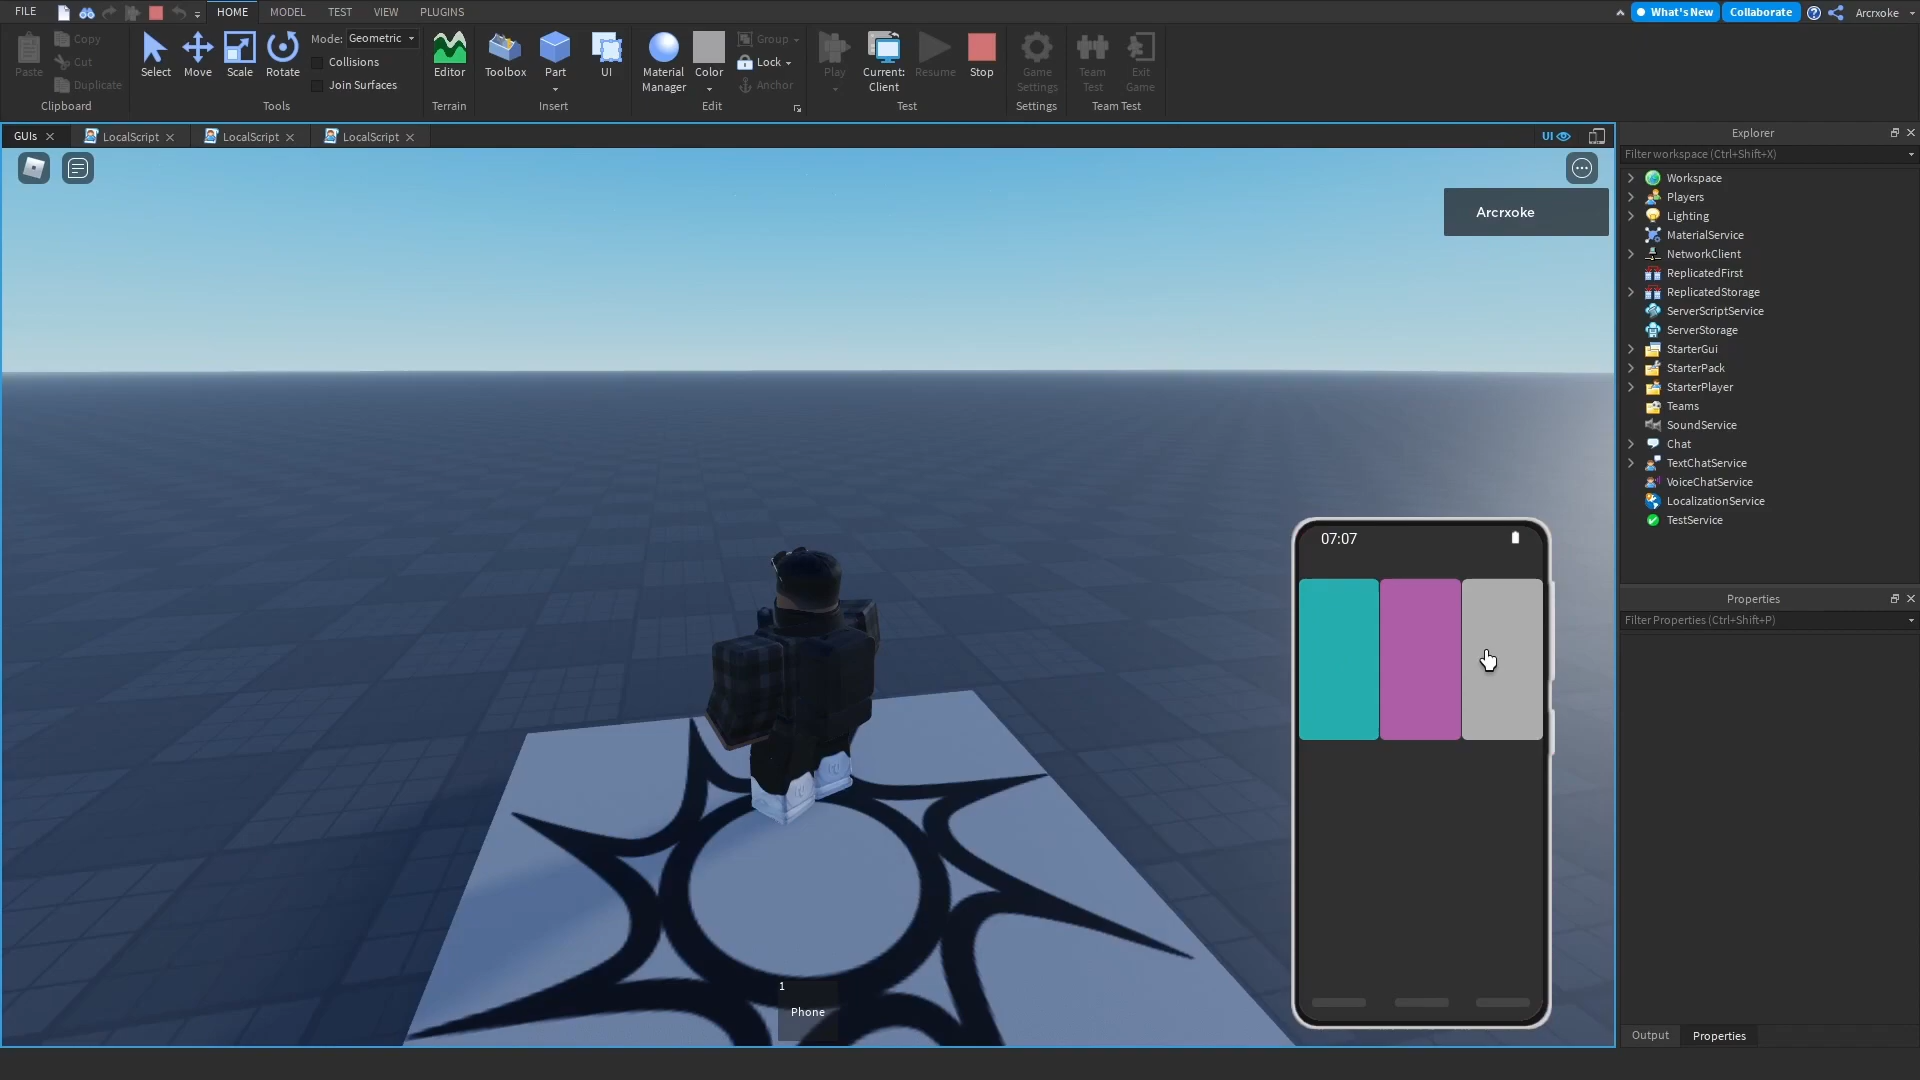 FILE HOME MODEL TEST VIEW PLUGINS What's New Collaborate Arcrxoke
Paste Copy Cut Duplicate
Clipboard
Select Move Scale Rotate Mode: Geometric Collisions Join Surfaces
Tools
Editor
Terrain
Toolbox Part UI
Insert
Material Manager Color Group Lock Anchor
Edit
Play Current: Client Resume Stop
Test
Game Settings
Settings
Team Test Exit Game
Team Test
GUIs LocalScript LocalScript LocalScript UI
Arcrxoke
07:07
1
Phone
Explorer
Filter workspace (Ctrl+Shift+X)
Workspace
Players
Lighting
MaterialService
NetworkClient
ReplicatedFirst
ReplicatedStorage
ServerScriptService
ServerStorage
StarterGui
StarterPack
StarterPlayer
Teams
SoundService
Chat
TextChatService
VoiceChatService
LocalizationService
TestService
Properties
Filter Properties (Ctrl+Shift+P)
Output Properties